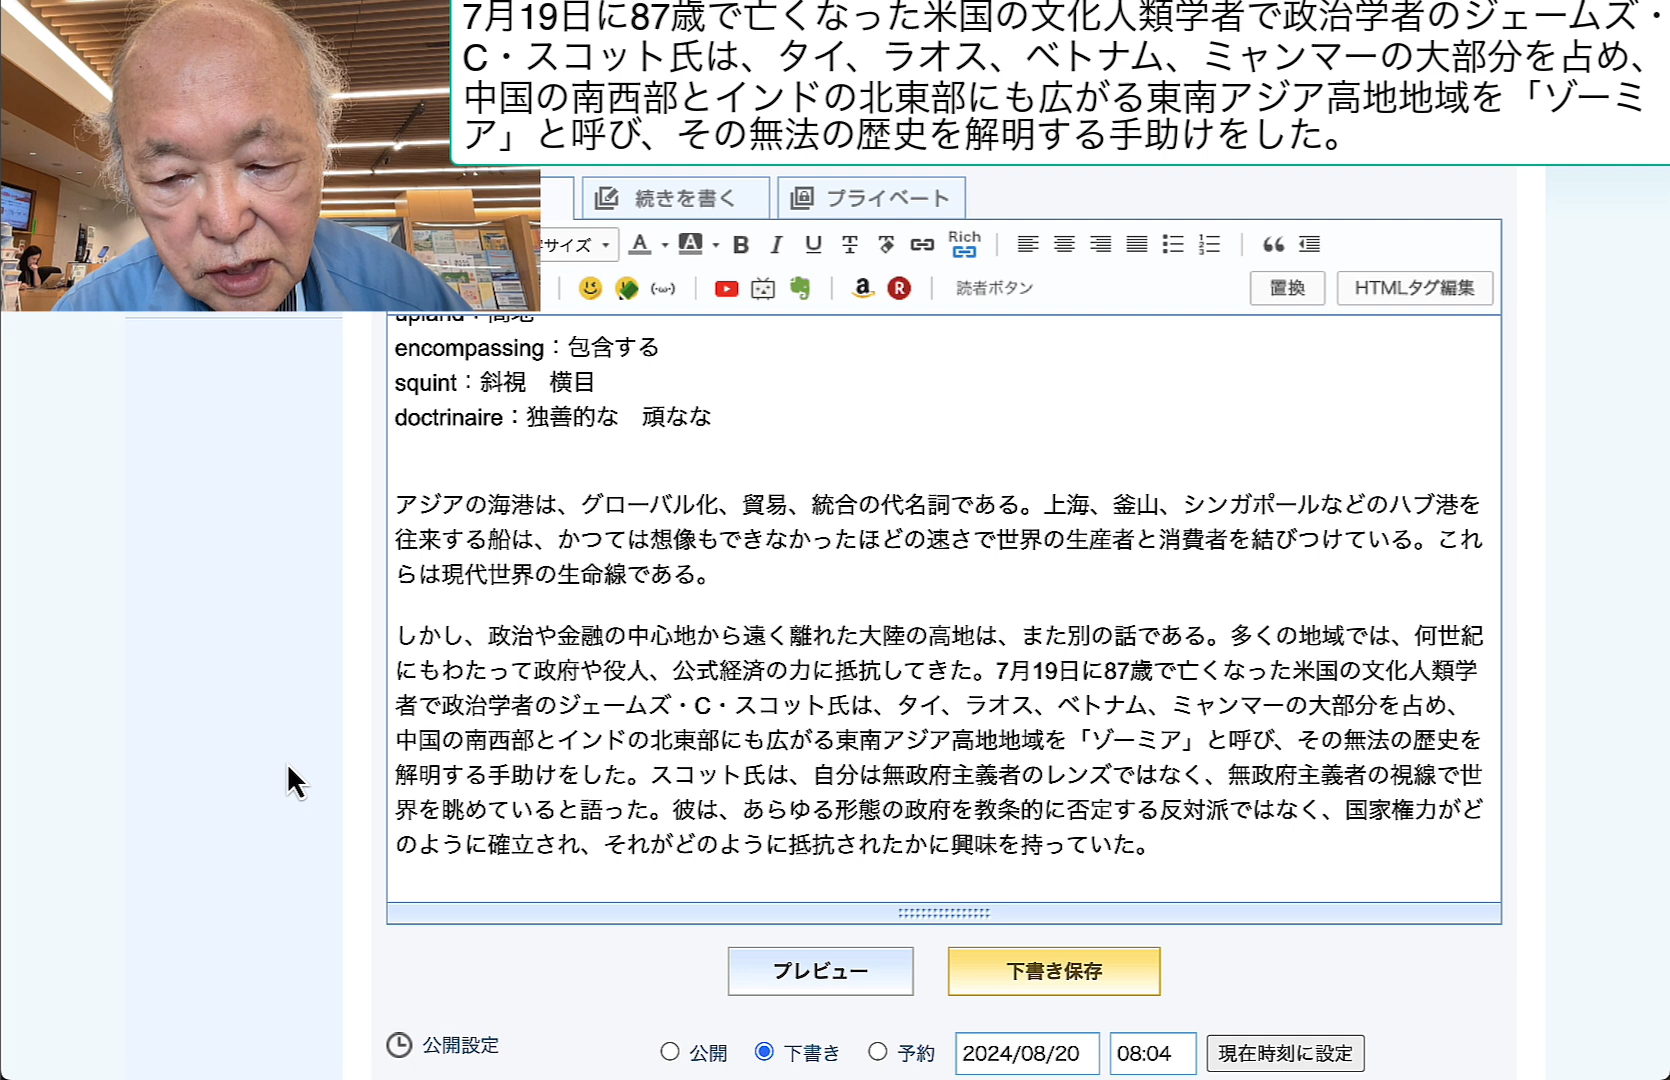 7月19日に87歳で亡くなった米国の文化人類学者で政治学者のジェームズ・
C・スコット氏は、タイ、ラオス、ベトナム、ミャンマーの大部分を占め、
中国の南西部とインドの北東部にも広がる東南アジア高地地域を「ゾーミ
ア」と呼び、その無法の歴史を解明する手助けをした。
続きを書く
プライベート
サイズ
A A B I U T Rich
読者ボタン
置換
HTMLタグ編集
upland：高地
encompassing：包含する
squint：斜視　横目
doctrinaire：独善的な　頑なな
アジアの海港は、グローバル化、貿易、統合の代名詞である。上海、釜山、シンガポールなどのハブ港を
往来する船は、かつては想像もできなかったほどの速さで世界の生産者と消費者を結びつけている。これ
らは現代世界の生命線である。
しかし、政治や金融の中心地から遠く離れた大陸の高地は、また別の話である。多くの地域では、何世紀
にもわたって政府や役人、公式経済の力に抵抗してきた。7月19日に87歳で亡くなった米国の文化人類学
者で政治学者のジェームズ・C・スコット氏は、タイ、ラオス、ベトナム、ミャンマーの大部分を占め、
中国の南西部とインドの北東部にも広がる東南アジア高地地域を「ゾーミア」と呼び、その無法の歴史を
解明する手助けをした。スコット氏は、自分は無政府主義者のレンズではなく、無政府主義者の視線で世
界を眺めていると語った。彼は、あらゆる形態の政府を教条的に否定する反対派ではなく、国家権力がど
のように確立され、それがどのように抵抗されたかに興味を持っていた。
プレビュー
下書き保存
公開設定
公開
下書き
予約
2024/08/20
08:04
現在時刻に設定